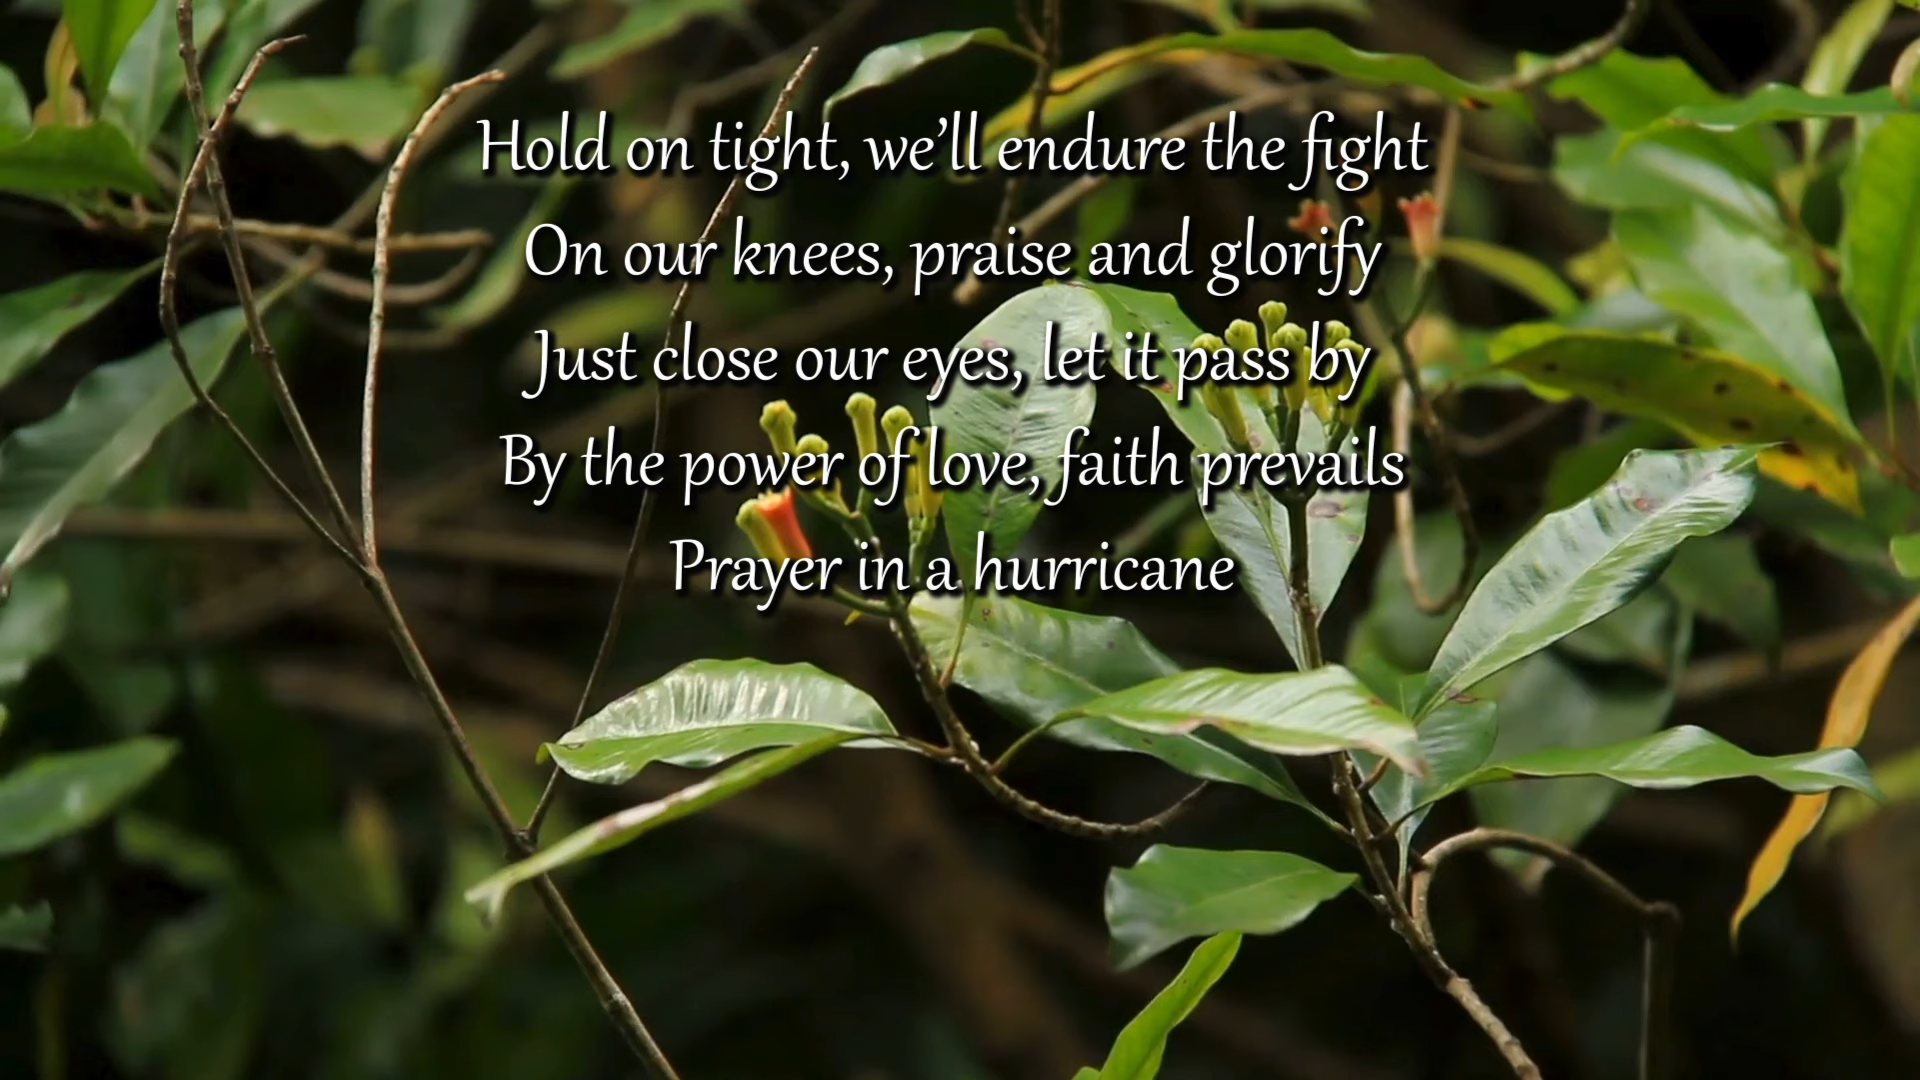 Hold on tight, we’ll endure the fight
On our knees, praise and glorify
Just close our eyes, let it pass by
By the power of love, faith prevails
Prayer in a hurricane